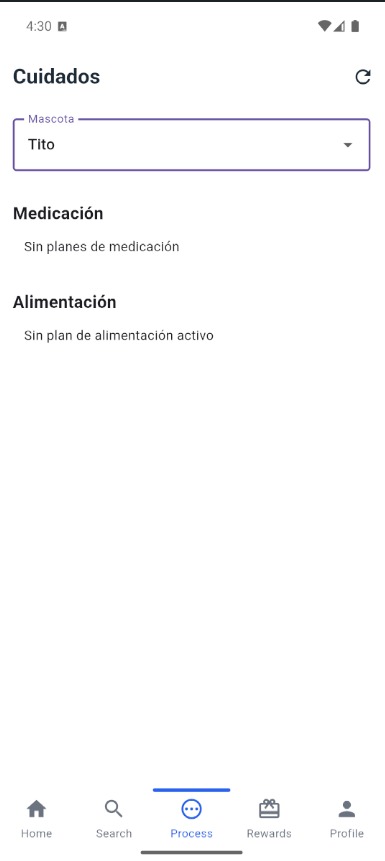 4:30 A
Cuidados
Mascota
Tito
Medicación
Sin planes de medicación
Alimentación
Sin plan de alimentación activo
Home Search Process Rewards Profile